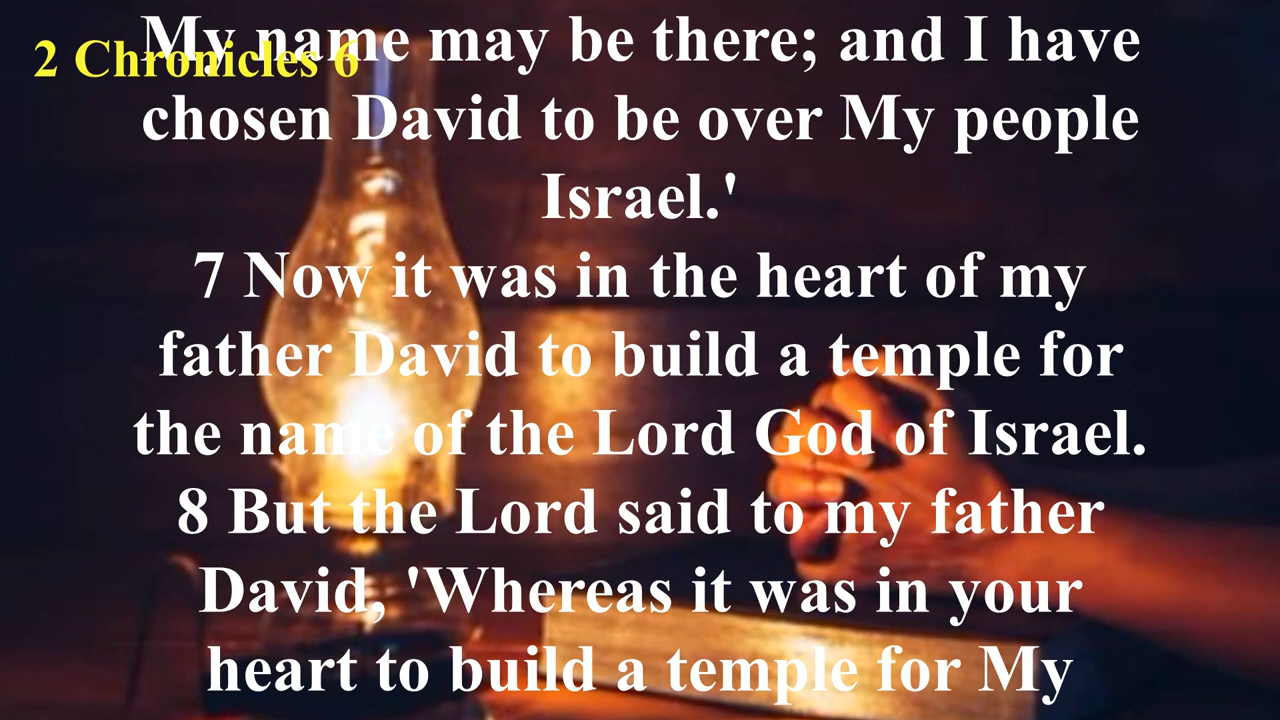 2 Chronicles 6
My name may be there; and I have
chosen David to be over My people
Israel.'
7 Now it was in the heart of my
father David to build a temple for
the name of the Lord God of Israel.
8 But the Lord said to my father
David, 'Whereas it was in your
heart to build a temple for My